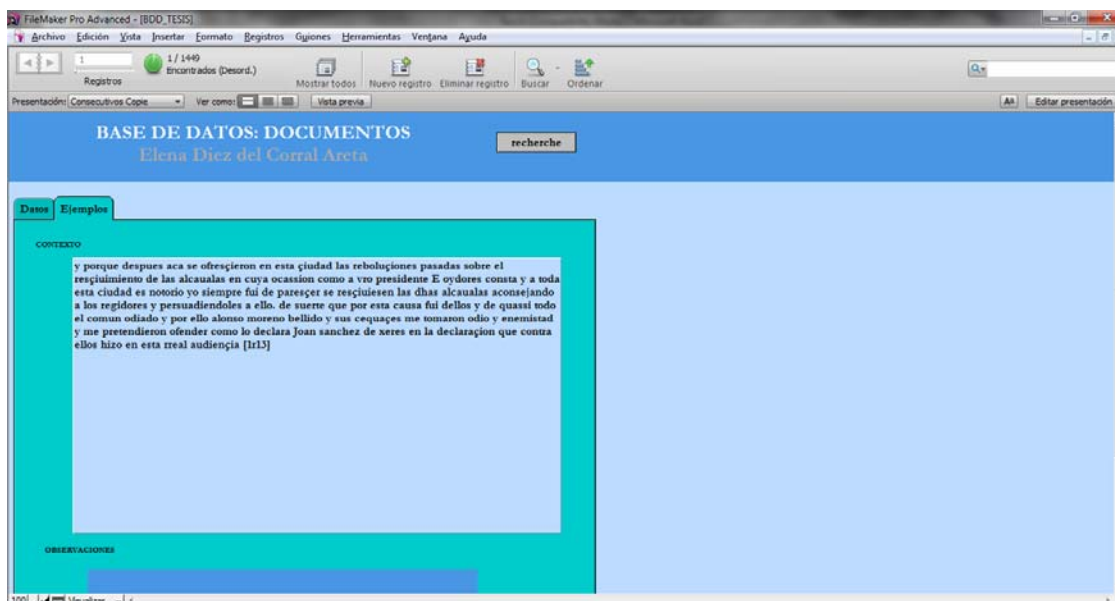 FileMaker Pro Advanced - [BDD_TESIS]
Archivo Edición Vista Insertar Formato Registros Guiones Herramientas Ventana Ayuda
1
Registros
1 / 1449
Encontrados (Desord.)
Mostrar todos Nuevo registro Eliminar registro Buscar Ordenar
Presentación: Consecutivos Copie Ver como: Vista previa Editar presentación
BASE DE DATOS: DOCUMENTOS
Elena Diez del Corral Areta
recherche
Datos Ejemplos
CONTEXTO
y porque despues aca se ofresçieron en esta çiudad las reboluçiones pasadas sobre el
resçiuimiento de las alcaualas en cuya ocassion como a vro presidente E oydores consta y a toda
esta ciudad es notorio yo siempre fui de paresçer se resçiuiesen las dhas alcaualas aconsejando
a los regidores y persuadiendoles a ello. de suerte que por esta causa fui dellos y de quassi todo
el comun odiado y por ello alonso moreno bellido y sus cequaçes me tomaron odio y enemistad
y me pretendieron ofender como lo declara Joan sanchez de xeres en la declaraçion que contra
ellos hizo en esta rreal audiençia [1r13]
OBSERVACIONES
100 Visualizar